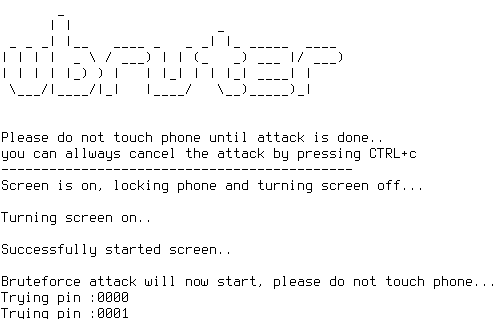 wbruter
Please do not touch phone until attack is done..
you can allways cancel the attack by pressing CTRL+c
--------------------------------------------
Screen is on, locking phone and turning screen off...
Turning screen on..
Successfully started screen..
Bruteforce attack will now start, please do not touch phone...
Trying pin :0000
Trying pin :0001